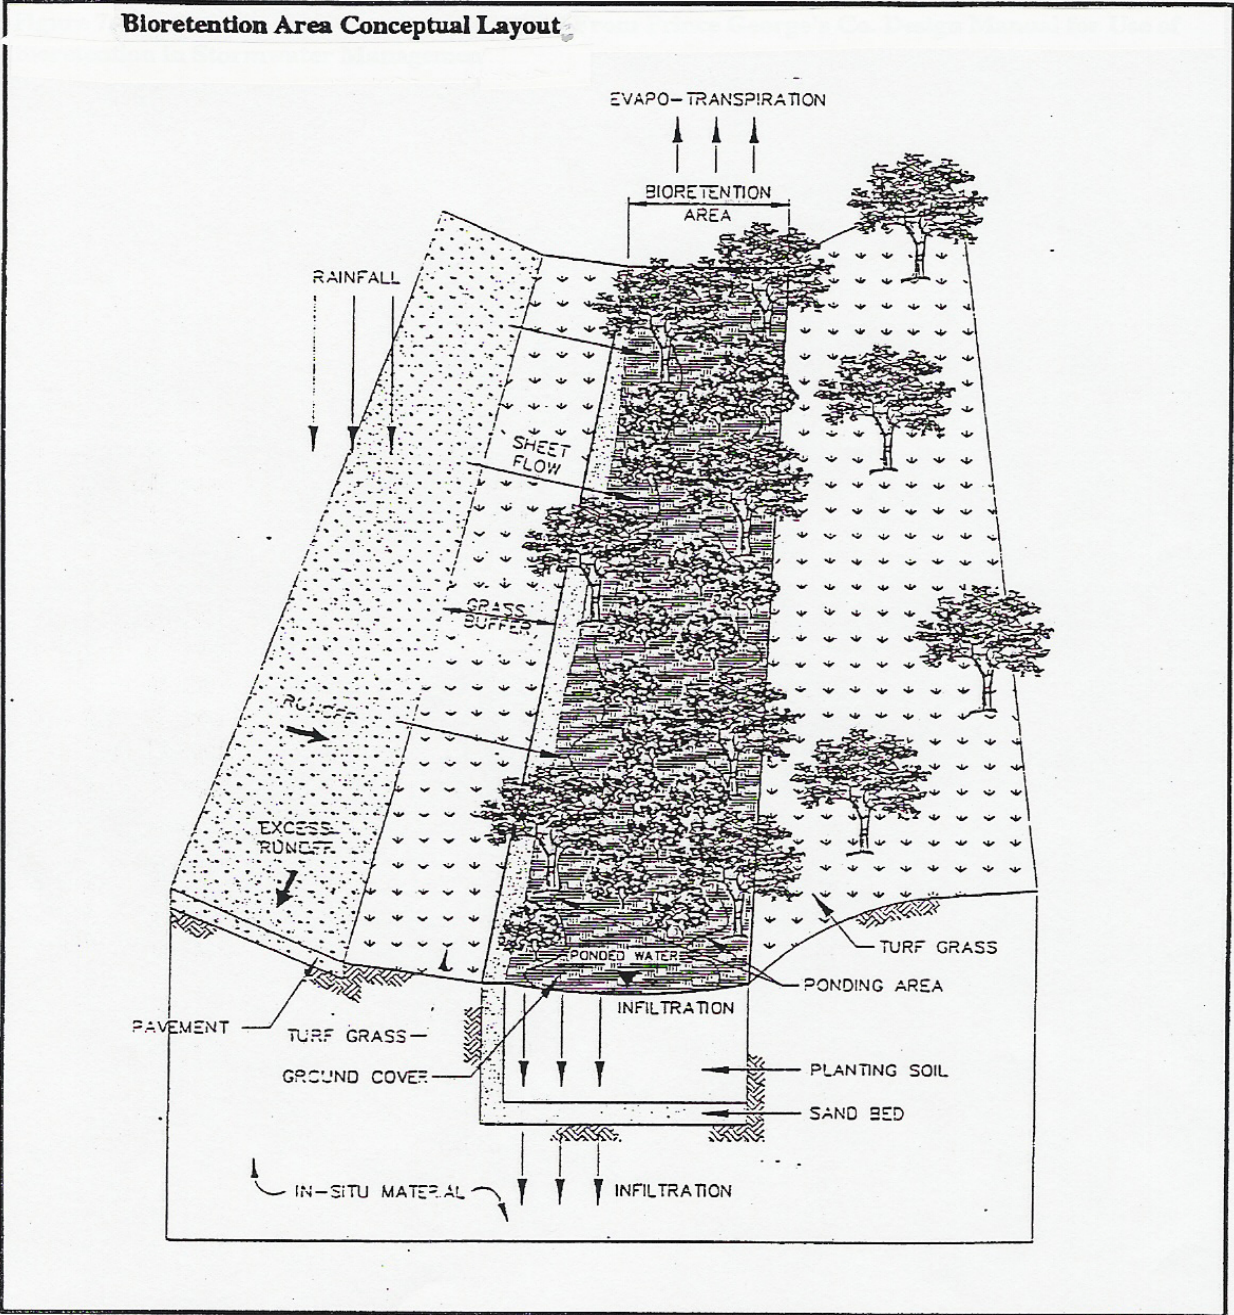 Bioretention Area Conceptual Layout
EVAPO-TRANSPIRATION
BIORETENTION
AREA
RAINFALL
SHEET
FLOW
GRASS
BUFFER
RUNOFF
EXCESS
RUNOFF
TURF GRASS
PONDED WATER
PONDING AREA
INFILTRATION
PAVEMENT
TURF GRASS
GROUND COVER
PLANTING SOIL
SAND BED
IN-SITU MATERIAL
INFILTRATION